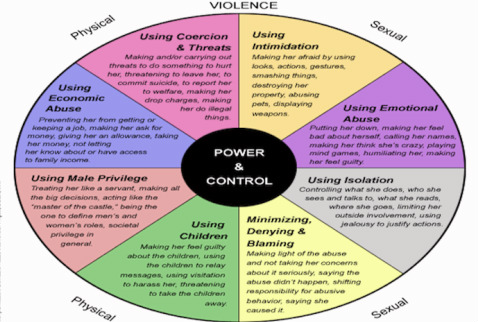 VIOLENCE
Physical
Sexual
Using Coercion
& Threats
Making and/or carrying out
threats to do something to hurt
her, threatening to leave her, to
commit suicide, to report her
to welfare, making her
drop charges, making
her do illegal
things.
Using
Intimidation
Making her afraid by using
looks, actions, gestures,
smashing things,
destroying her
property, abusing
pets, displaying
weapons.
Using
Economic
Abuse
Preventing her from getting or
keeping a job, making her ask for
money, giving her an allowance, taking
her money, not letting
her know about or have access
to family income.
Using Emotional
Abuse
Putting her down, making her feel
bad about herself, calling her names,
making her think she's crazy, playing
mind games, humiliating her, making
her feel guilty.
POWER
&
CONTROL
Using Male Privilege
Treating her like a servant, making all
the big decisions, acting like the
"master of the castle," being the
one to define men's and
women's roles, societal
privilege in
general.
Using Isolation
Controlling what she does, who she
sees and talks to, what she reads,
where she goes, limiting her
outside involvement, using
jealousy to justify actions.
Using
Children
Making her feel guilty
about the children, using
the children to relay
messages, using visitation
to harass her, threatening
to take the children
away.
Minimizing,
Denying &
Blaming
Making light of the abuse
and not taking her concerns
about it seriously, saying the
abuse didn't happen, shifting
responsibility for abusive
behavior, saying she
caused it.
Physical
Sexual